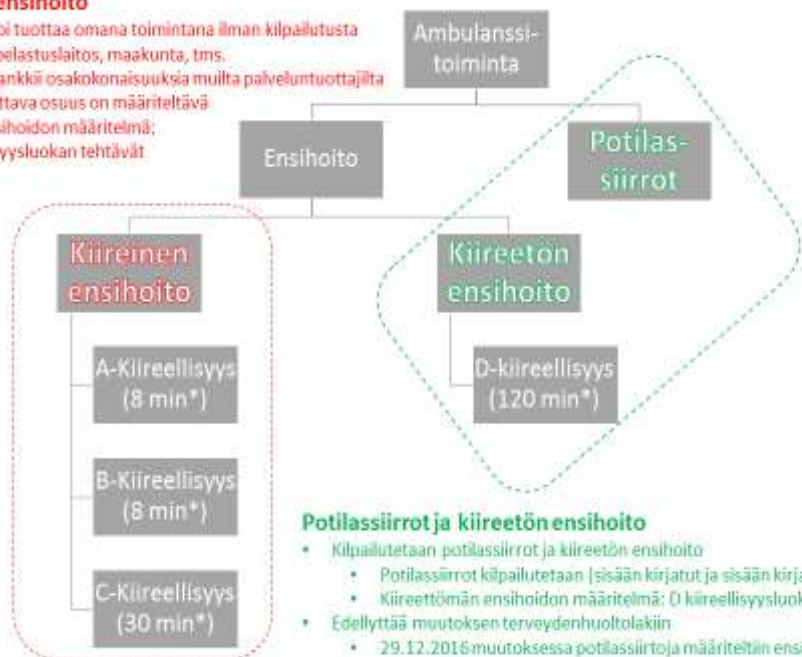 ensihoito
oi tuottaa omana toimintana ilman kilpailutusta
pelastuslaitos, maakunta, tms.
ankkii osakokonaisuuksia muilta palveluntuottajilta
ttava osuus on määriteltävä
sihoidon määritelmä:
yysluokan tehtävät
Ambulanssi-
toiminta
Ensihoito
Potilas-
siirrot
Kiireinen
ensihoito
Kiireetön
ensihoito
A-Kiireellisyys
(8 min*)
D-kiireellisyys
(120 min*)
B-Kiireellisyys
(8 min*)
C-Kiireellisyys
(30 min*)
Potilassiirrot ja kiireetön ensihoito
• Kilpailutetaan potilassiirrot ja kiireetön ensihoito
• Potilassiirrot kilpailutetaan (sisään kirjatut ja sisään kirja
• Kiireettömän ensihoidon määritelmä: D kiireellisyysluok
• Edellyttää muutoksen terveydenhuoltolakiin
• 29.12.2016 muutoksessa potilassiirtoja määriteltiin ensi